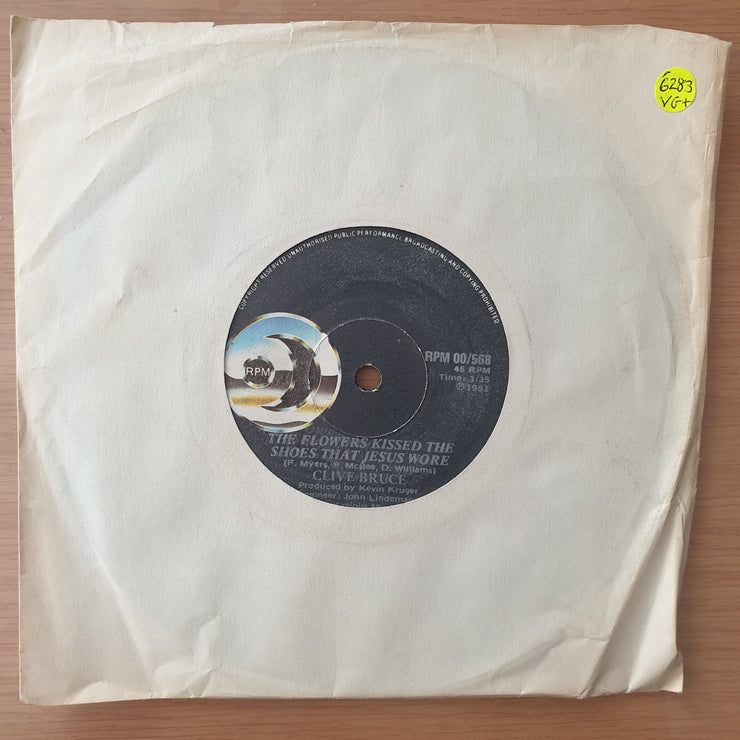 6283
VG+
COPYRIGHT RESERVED UNAUTHORISED PUBLIC PERFORMANCE BROADCASTING AND COPYING PROHIBITED
RPM
RPM 00/568
45 RPM
Time: 3:35
℗1981
THE FLOWERS KISSED THE
SHOES THAT JESUS WORE
(F. Myers, B. McBee, D. Williams)
CLIVE BRUCE
Produced by Kevin Kruger
John Lindeman